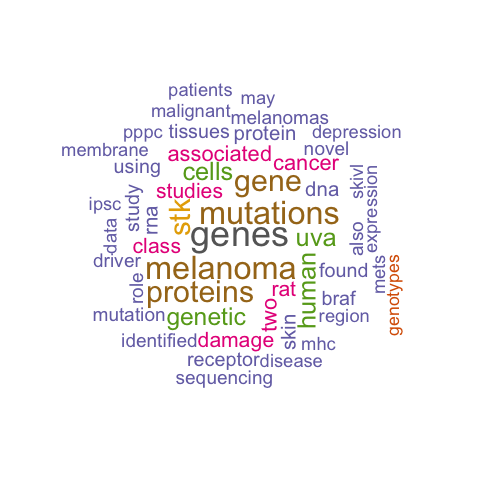 patients
may
malignant
melanomas
pppc
tissues
protein
depression
membrane
associated
novel
using
cells
cancer
studies
gene
dna
skivl
ipsc
study
rna
stk
mutations
expression
data
class
genes
uva
also
driver
melanoma
human
found
mets
genotypes
role
proteins
rat
braf
mutation
genetic
two
skin
region
identified
damage
mhc
receptor
disease
sequencing